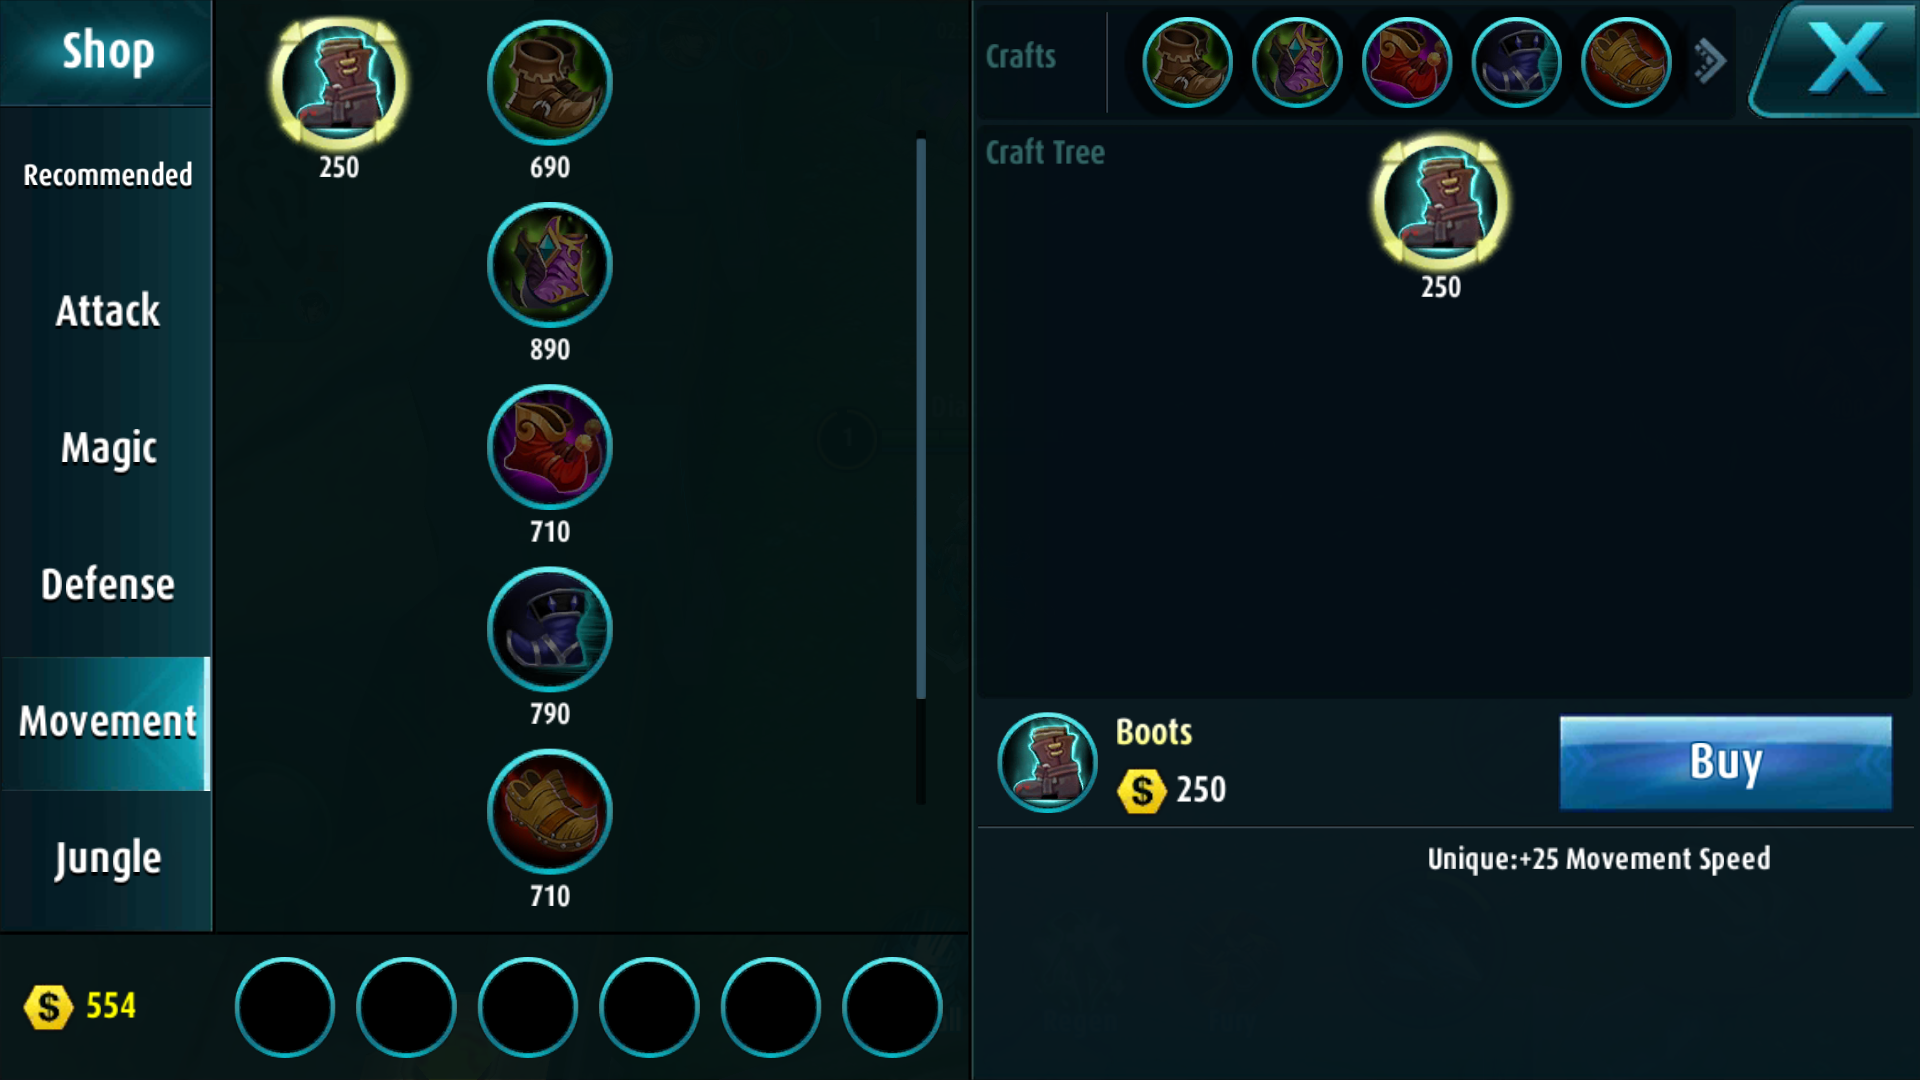 Shop
Recommended
Attack
Magic
Defense
Movement
Jungle
250
690
890
710
790
710
$ 554
Crafts
X
Craft Tree
250
Boots
$ 250
Buy
Unique:+25 Movement Speed